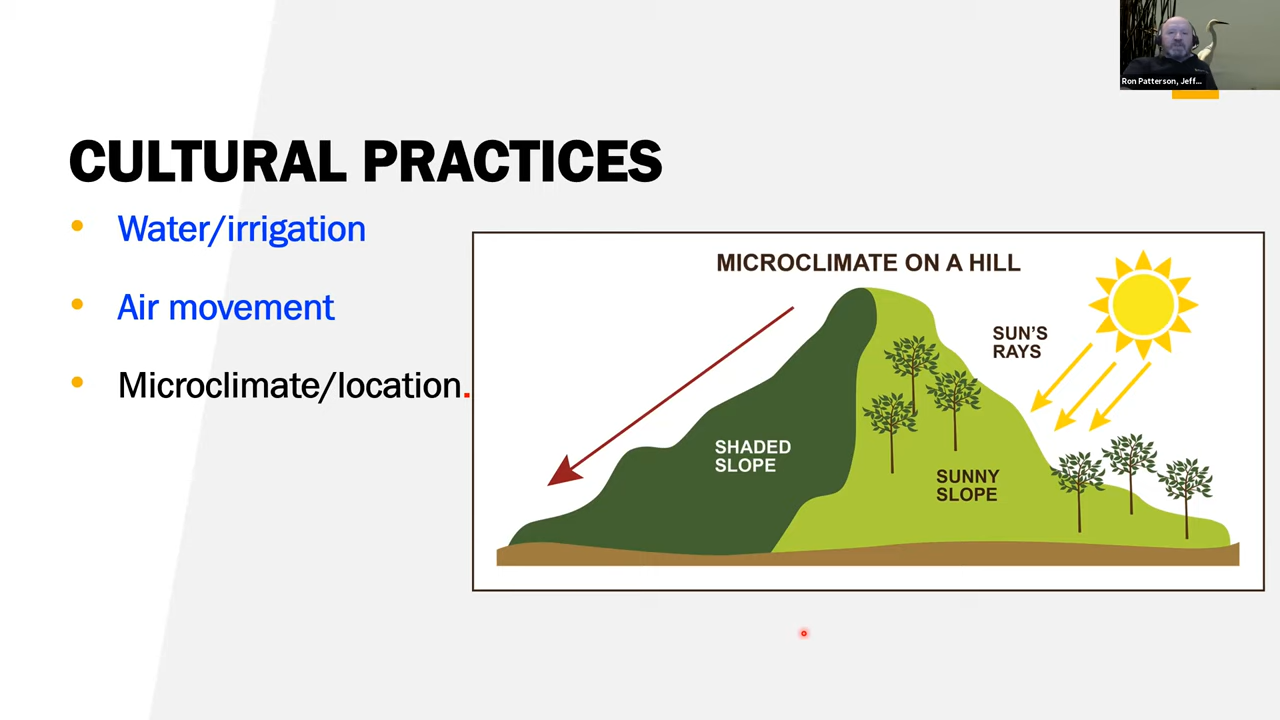 Ron Patterson, Jeff...
CULTURAL PRACTICES
• Water/irrigation
• Air movement
• Microclimate/location.
MICROCLIMATE ON A HILL
SUN'S
RAYS
SHADED
SLOPE
SUNNY
SLOPE